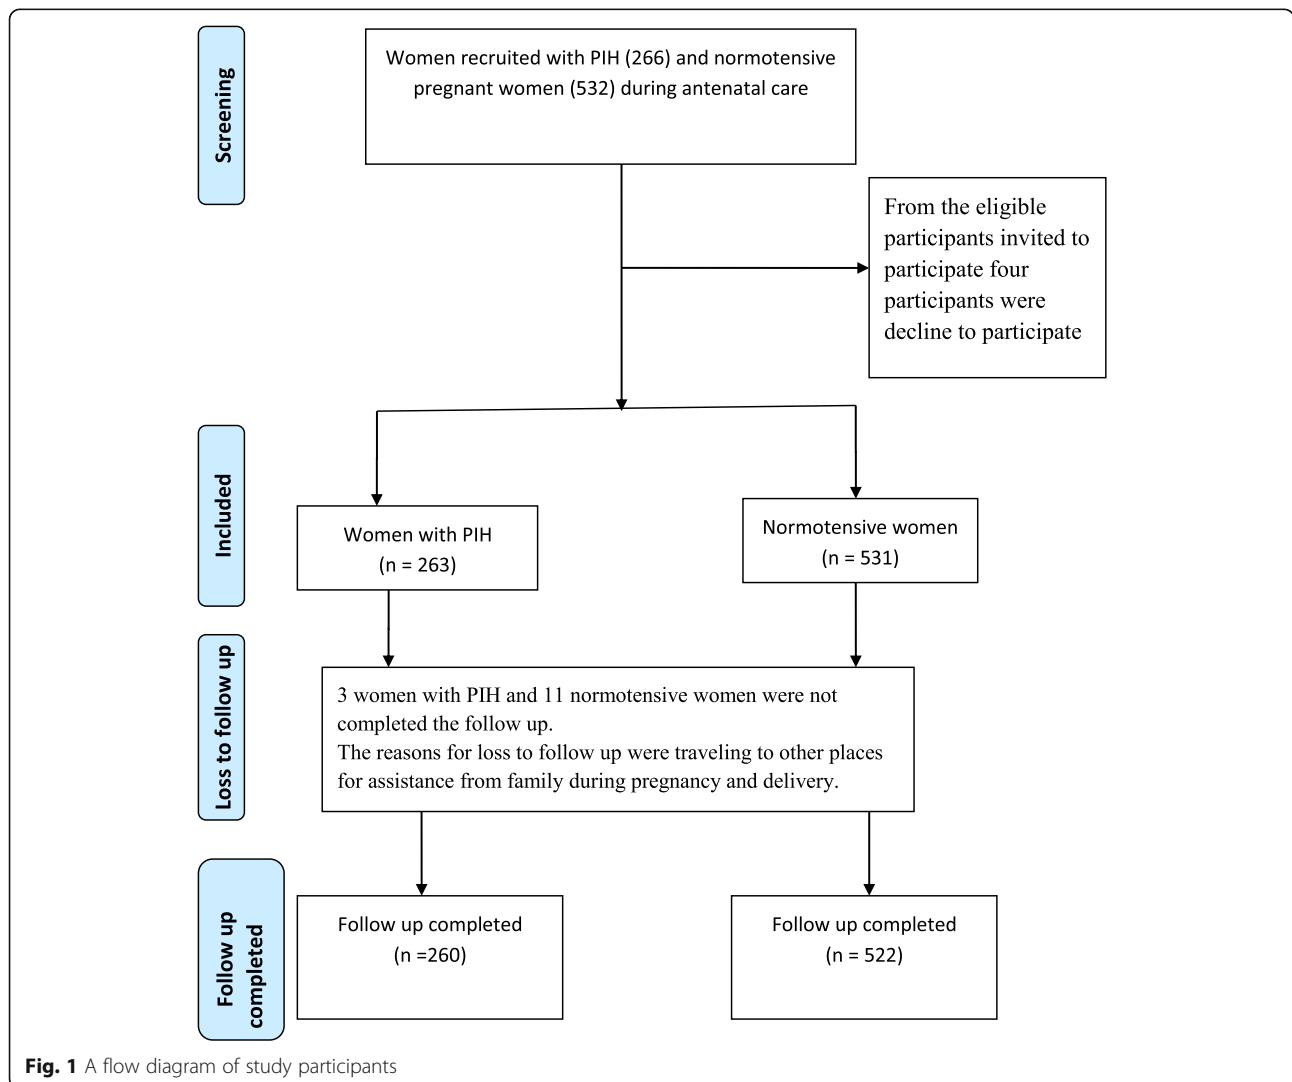 Screening
Women recruited with PIH (266) and normotensive
pregnant women (532) during antenatal care
From the eligible
participants invited to
participate four
participants were
decline to participate
Included
Women with PIH
(n = 263)
Normotensive women
(n = 531)
Loss to follow up
3 women with PIH and 11 normotensive women were not
completed the follow up.
The reasons for loss to follow up were traveling to other places
for assistance from family during pregnancy and delivery.
Follow up
completed
Follow up completed
(n =260)
Follow up completed
(n = 522)
Fig. 1 A flow diagram of study participants